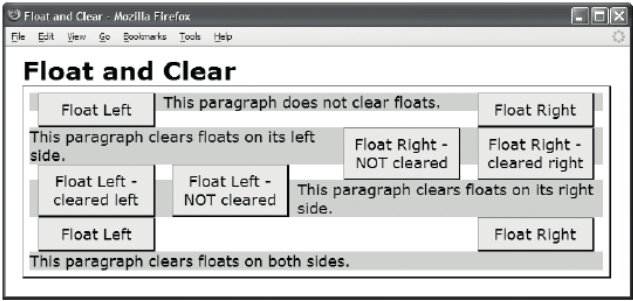 Float and Clear - Mozilla Firefox
File Edit View Go Bookmarks Tools Help
Float and Clear
Float Left
This paragraph does not clear floats.
Float Right
This paragraph clears floats on its left
side.
Float Right -
NOT cleared
Float Right -
cleared right
Float Left -
cleared left
Float Left -
NOT cleared
This paragraph clears floats on its right
side.
Float Left
Float Right
This paragraph clears floats on both sides.